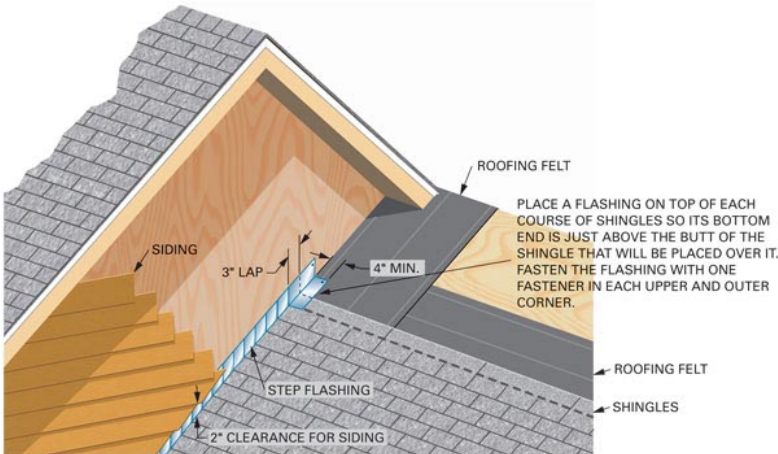 ROOFING FELT
PLACE A FLASHING ON TOP OF EACH
COURSE OF SHINGLES SO ITS BOTTOM
END IS JUST ABOVE THE BUTT OF THE
SHINGLE THAT WILL BE PLACED OVER IT.
FASTEN THE FLASHING WITH ONE
FASTENER IN EACH UPPER AND OUTER
CORNER.
SIDING
3" LAP
4" MIN.
ROOFING FELT
STEP FLASHING
SHINGLES
2" CLEARANCE FOR SIDING